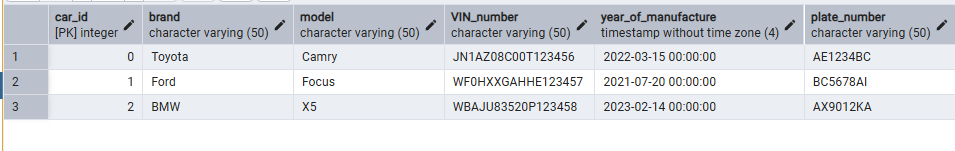 car_id brand model VIN_number year_of_manufacture plate_number
[PK] integer character varying (50) character varying (50) character varying (50) timestamp without time zone (4) character varying (50)
1 0 Toyota Camry JN1AZ08C00T123456 2022-03-15 00:00:00 AE1234BC
2 1 Ford Focus WF0HXXGAHHE123457 2021-07-20 00:00:00 BC5678AI
3 2 BMW X5 WBAJU83520P123458 2023-02-14 00:00:00 AX9012KA